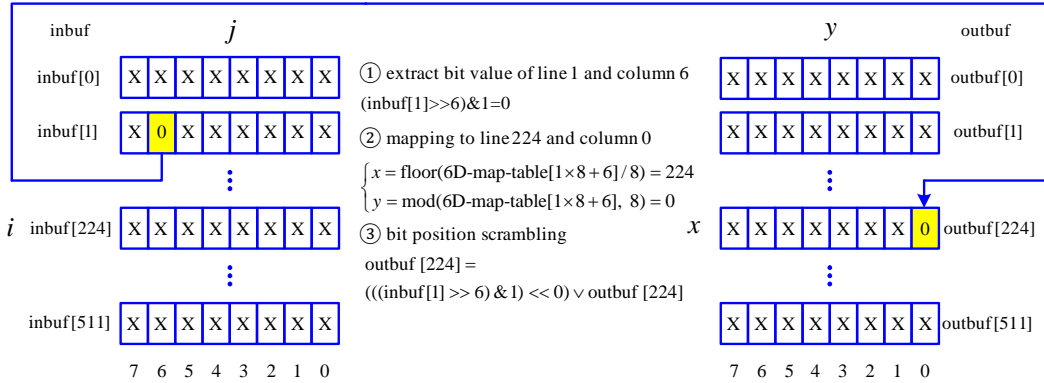 inbuf j y outbuf
inbuf[0] X X X X X X X X ① extract bit value of line 1 and column 6 X X X X X X X X outbuf[0]
(inbuf[1]>>6)&1=0
inbuf[1] X 0 X X X X X X ② mapping to line 224 and column 0 X X X X X X X X outbuf[1]
x = floor(6D-map-table[1×8+6]/8) = 224
y = mod(6D-map-table[1×8+6], 8) = 0
i inbuf[224] X X X X X X X X ③ bit position scrambling x X X X X X X X 0 outbuf[224]
outbuf [224] =
(((inbuf[1] >> 6) & 1) << 0) ∨ outbuf [224]
inbuf[511] X X X X X X X X X X X X X X X X outbuf[511]
7 6 5 4 3 2 1 0 7 6 5 4 3 2 1 0